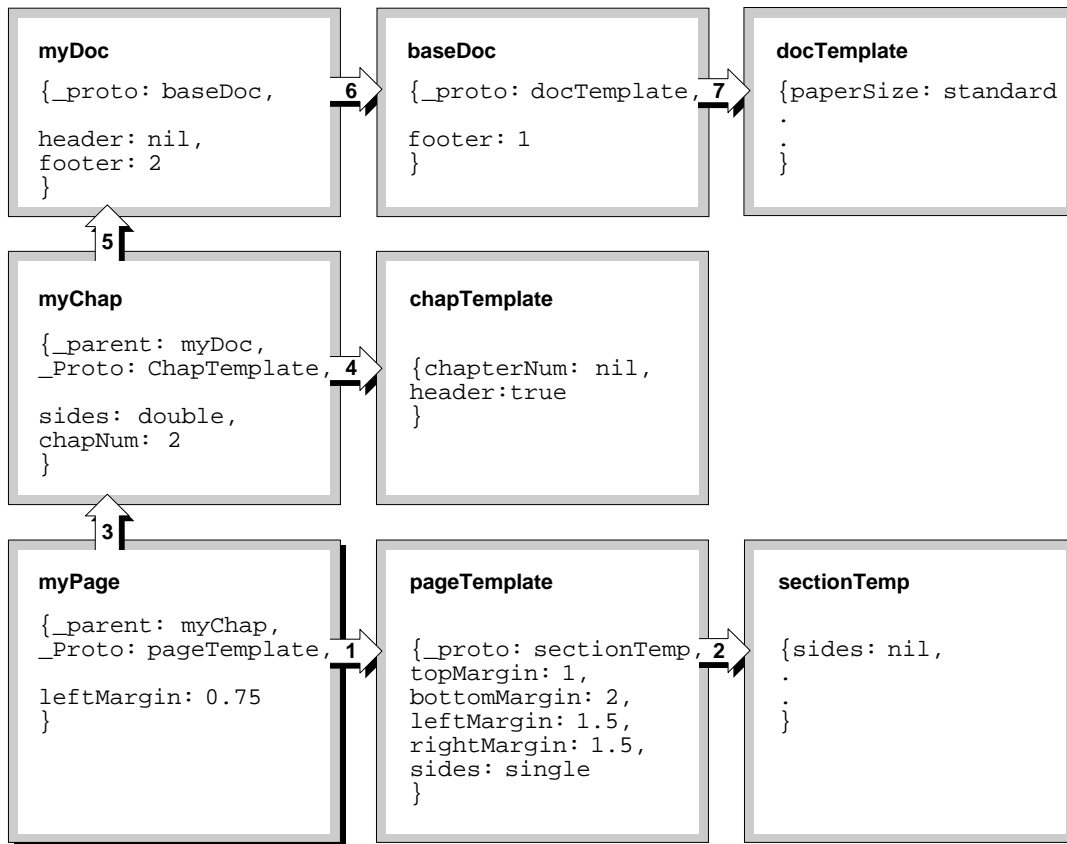 myDoc
{_proto: baseDoc,
header: nil,
footer: 2
}
6
baseDoc
{_proto: docTemplate,
footer: 1
}
7
docTemplate
{paperSize: standard
.
.
}
5
myChap
{_parent: myDoc,
_Proto: ChapTemplate,
sides: double,
chapNum: 2
}
4
chapTemplate
{chapterNum: nil,
header:true
}
3
myPage
{_parent: myChap,
_Proto: pageTemplate,
leftMargin: 0.75
}
1
pageTemplate
{_proto: sectionTemp,
topMargin: 1,
bottomMargin: 2,
leftMargin: 1.5,
rightMargin: 1.5,
sides: single
}
2
sectionTemp
{sides: nil,
.
.
}